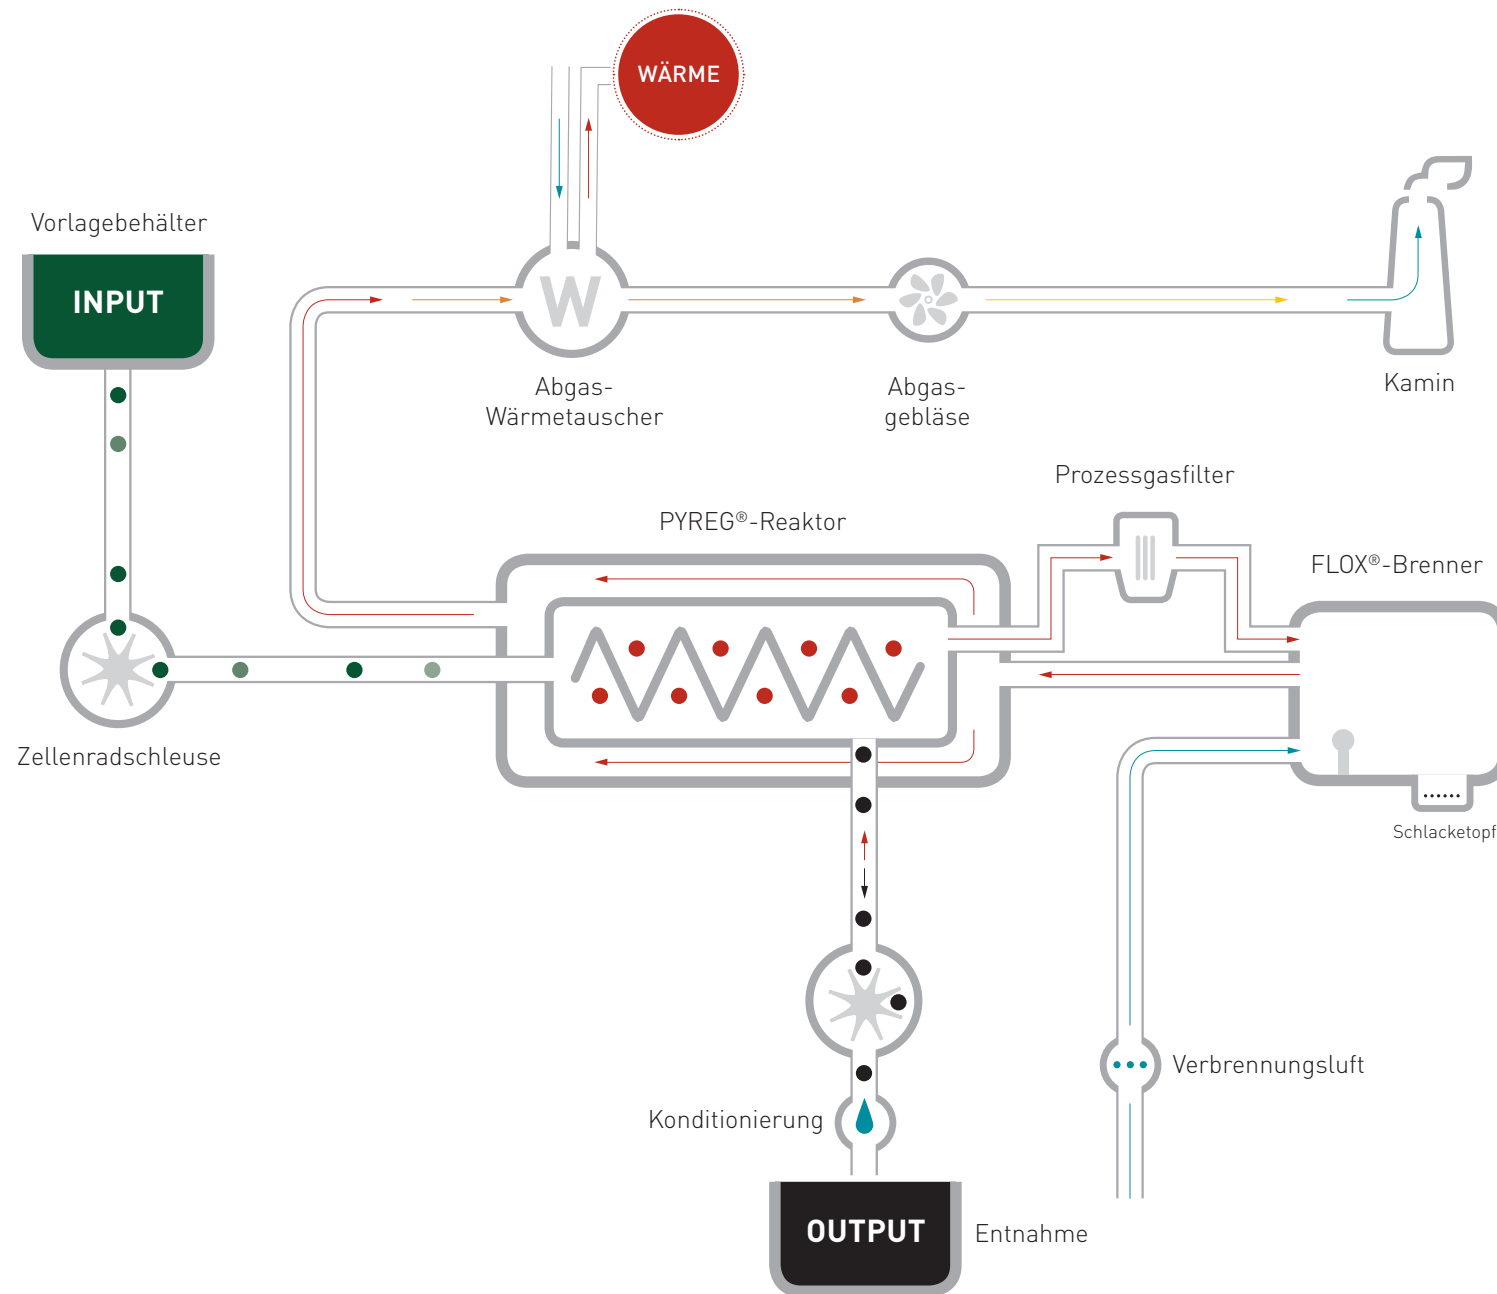 WÄRME
Vorlagebehälter
INPUT
W
Abgas-
Wärmetauscher
Abgas-
gebläse
Kamin
Prozessgasfilter
PYREG®-Reaktor
FLOX®-Brenner
Zellenradschleuse
Schlacketopf
Verbrennungsluft
Konditionierung
OUTPUT
Entnahme